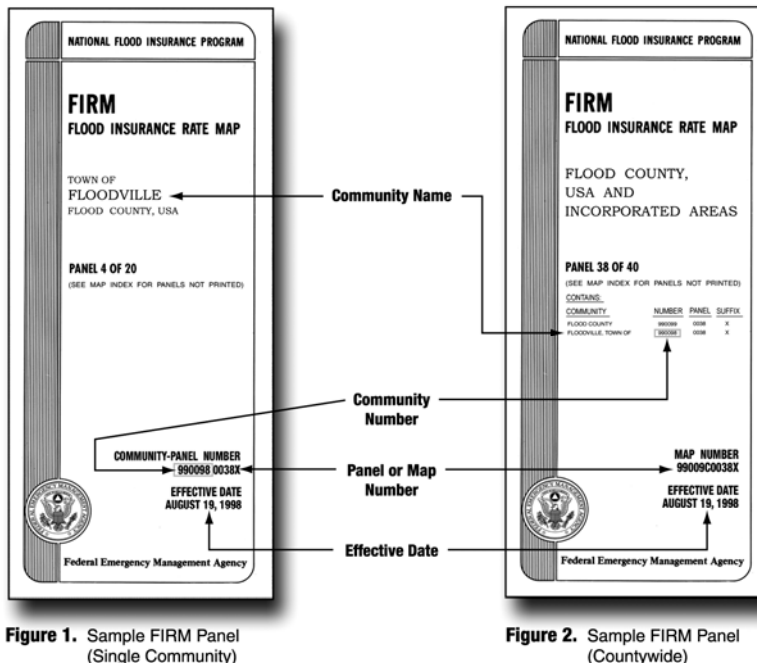 NATIONAL FLOOD INSURANCE PROGRAM
FIRM
FLOOD INSURANCE RATE MAP
TOWN OF
FLOODVILLE
FLOOD COUNTY, USA
PANEL 4 OF 20
(SEE MAP INDEX FOR PANELS NOT PRINTED)
COMMUNITY-PANEL NUMBER
990098 0038X
EFFECTIVE DATE
AUGUST 19, 1998
Federal Emergency Management Agency
Figure 1. Sample FIRM Panel
(Single Community)
Community Name
Community
Number
Panel or Map
Number
Effective Date
NATIONAL FLOOD INSURANCE PROGRAM
FIRM
FLOOD INSURANCE RATE MAP
FLOOD COUNTY,
USA AND
INCORPORATED AREAS
PANEL 38 OF 40
(SEE MAP INDEX FOR PANELS NOT PRINTED)
CONTAINS:
COMMUNITY NUMBER PANEL SUFFIX
FLOOD COUNTY 0038 X
FLOODVILLE, TOWN OF 990098 0038 X
MAP NUMBER
99009C0038X
EFFECTIVE DATE
AUGUST 19, 1998
Federal Emergency Management Agency
Figure 2. Sample FIRM Panel
(Countywide)